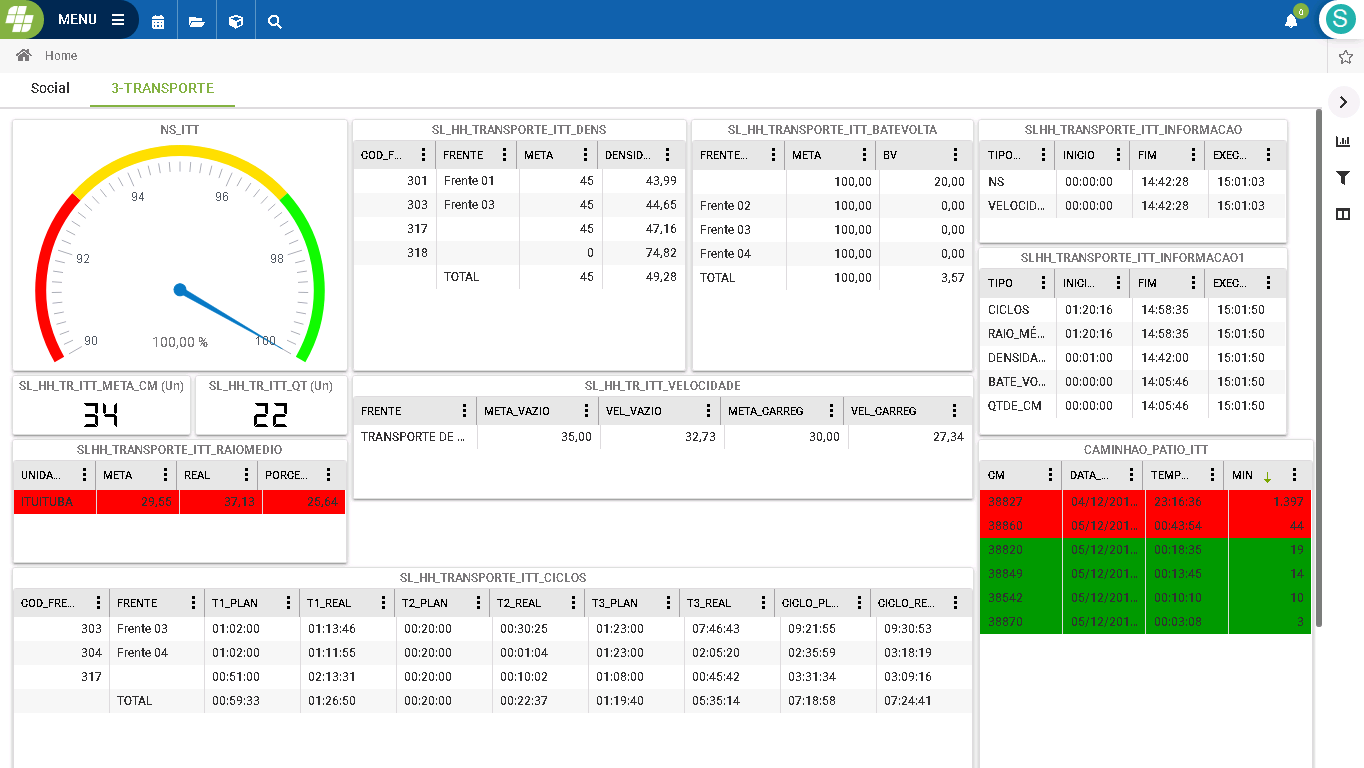 MENU
0
S
Home
Social 3-TRANSPORTE
NS_ITT
94 96
92 98
90 100
100,00 %
SL_HH_TRANSPORTE_ITT_DENS
COD_F... FRENTE META DENSID...
301 Frente 01 45 43,99
303 Frente 03 45 44,65
317 45 47,16
318 0 74,82
TOTAL 45 49,28
SL_HH_TRANSPORTE_ITT_BATEVOLTA
FRENTE... META BV
100,00 20,00
Frente 02 100,00 0,00
Frente 03 100,00 0,00
Frente 04 100,00 0,00
TOTAL 100,00 3,57
SLHH_TRANSPORTE_ITT_INFORMACAO
TIPO... INICIO FIM EXEC...
NS 00:00:00 14:42:28 15:01:03
VELOCID... 00:00:00 14:42:28 15:01:03
SLHH_TRANSPORTE_ITT_INFORMACAO1
TIPO INICI... FIM EXEC...
CICLOS 01:20:16 14:58:35 15:01:50
RAIO_MÉ... 01:20:16 14:58:35 15:01:50
DENSIDA... 00:01:00 14:42:00 15:01:50
BATE_VO... 00:00:00 14:05:46 15:01:50
QTDE_CM 00:00:00 14:05:46 15:01:50
SL_HH_TR_ITT_META_CM (Un)
34
SL_HH_TR_ITT_QT (Un)
22
SL_HH_TR_ITT_VELOCIDADE
FRENTE META_VAZIO VEL_VAZIO META_CARREG VEL_CARREG
TRANSPORTE DE ... 35,00 32,73 30,00 27,34
SLHH_TRANSPORTE_ITT_RAIOMEDIO
UNIDA... META REAL PORCE...
ITUITUBA 29,55 37,13 25,64
CAMINHAO_PATIO_ITT
CM DATA_... TEMP... MIN
38827 04/12/201... 23:16:36 1.397
38860 05/12/201... 00:43:54 44
38820 05/12/201... 00:18:35 19
38849 05/12/201... 00:13:45 14
38542 05/12/201... 00:10:10 10
38870 05/12/201... 00:03:08 3
SL_HH_TRANSPORTE_ITT_CICLOS
COD_FRE... FRENTE T1_PLAN T1_REAL T2_PLAN T2_REAL T3_PLAN T3_REAL CICLO_PL... CICLO_RE...
303 Frente 03 01:02:00 01:13:46 00:20:00 00:30:25 01:23:00 07:46:43 09:21:55 09:30:53
304 Frente 04 01:02:00 01:11:55 00:20:00 00:01:04 01:23:00 02:05:20 02:35:59 03:18:19
317 00:51:00 02:13:31 00:20:00 00:10:02 01:08:00 00:45:42 03:31:34 03:09:16
TOTAL 00:59:33 01:26:50 00:20:00 00:22:37 01:19:40 05:35:14 07:18:58 07:24:41